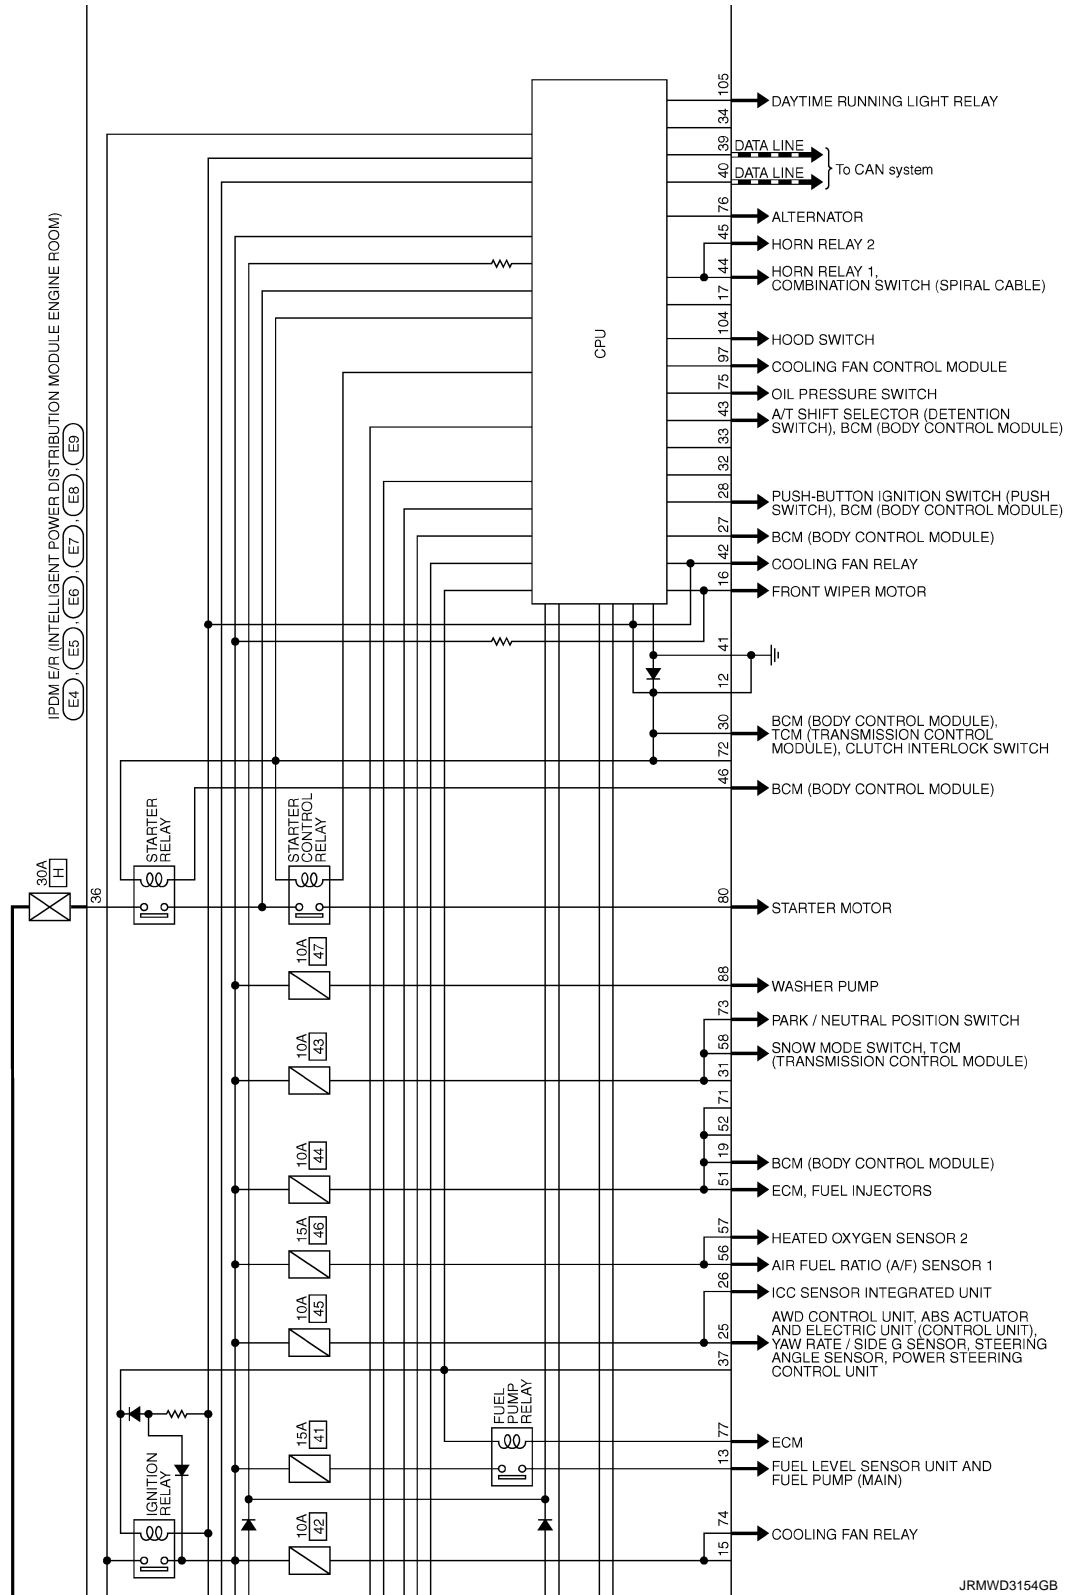 105
DAYTIME RUNNING LIGHT RELAY
34
39
DATA LINE
40
DATA LINE
To CAN system
76
ALTERNATOR
45
HORN RELAY 2
44
HORN RELAY 1,
COMBINATION SWITCH (SPIRAL CABLE)
17
104
HOOD SWITCH
97
COOLING FAN CONTROL MODULE
75
OIL PRESSURE SWITCH
43
A/T SHIFT SELECTOR (DETENTION
SWITCH), BCM (BODY CONTROL MODULE)
33
32
28
PUSH-BUTTON IGNITION SWITCH (PUSH
SWITCH), BCM (BODY CONTROL MODULE)
27
BCM (BODY CONTROL MODULE)
42
COOLING FAN RELAY
16
FRONT WIPER MOTOR
CPU
IPDM E/R (INTELLIGENT POWER DISTRIBUTION MODULE ENGINE ROOM)
E4 , E5 , E6 , E7 , E8 , E9
41
12
30
BCM (BODY CONTROL MODULE),
TCM (TRANSMISSION CONTROL
MODULE), CLUTCH INTERLOCK SWITCH
72
46
BCM (BODY CONTROL MODULE)
STARTER
RELAY
STARTER
CONTROL
RELAY
30A
H
36
80
STARTER MOTOR
10A
47
88
WASHER PUMP
73
PARK / NEUTRAL POSITION SWITCH
10A
43
58
SNOW MODE SWITCH, TCM
(TRANSMISSION CONTROL MODULE)
31
71
52
19
BCM (BODY CONTROL MODULE)
10A
44
51
ECM, FUEL INJECTORS
57
HEATED OXYGEN SENSOR 2
15A
46
56
AIR FUEL RATIO (A/F) SENSOR 1
26
ICC SENSOR INTEGRATED UNIT
10A
45
25
AWD CONTROL UNIT, ABS ACTUATOR
AND ELECTRIC UNIT (CONTROL UNIT),
YAW RATE / SIDE G SENSOR, STEERING
ANGLE SENSOR, POWER STEERING
CONTROL UNIT
37
FUEL
PUMP
RELAY
77
ECM
15A
41
13
FUEL LEVEL SENSOR UNIT AND
FUEL PUMP (MAIN)
IGNITION
RELAY
10A
42
74
COOLING FAN RELAY
15
JRMWD3154GB